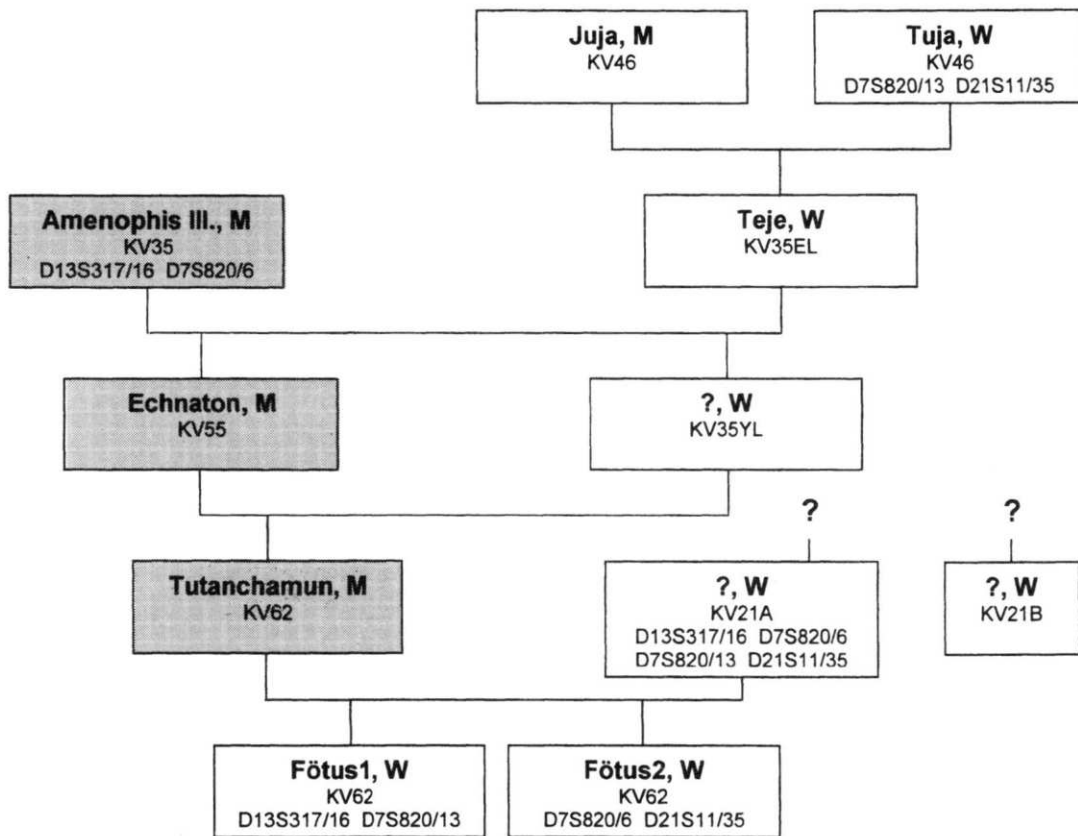 Juja, M
KV46
Tuja, W
KV46
D7S820/13 D21S11/35
Amenophis III., M
KV35
D13S317/16 D7S820/6
Teje, W
KV35EL
Echnaton, M
KV55
?, W
KV35YL
?
?
Tutanchamun, M
KV62
?, W
KV21A
D13S317/16 D7S820/6
D7S820/13 D21S11/35
?, W
KV21B
Fötus1, W
KV62
D13S317/16 D7S820/13
Fötus2, W
KV62
D7S820/6 D21S11/35